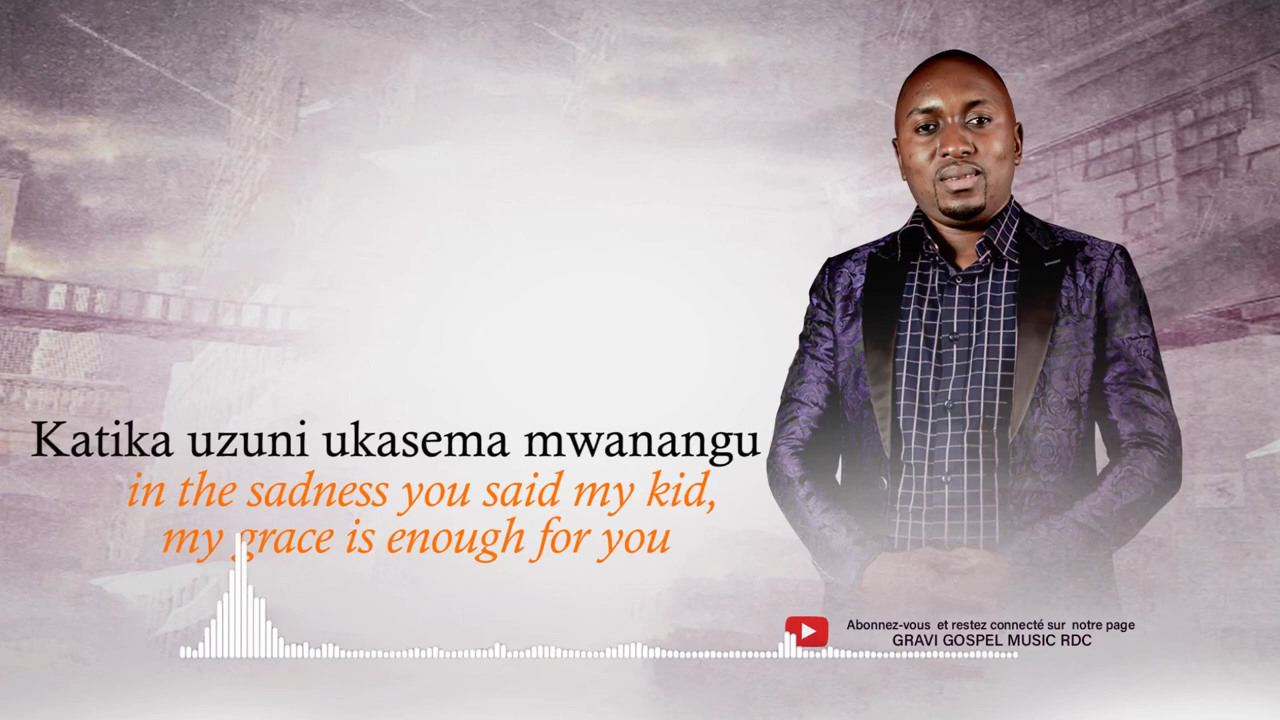 Katika uzuni ukasema mwanangu
in the sadness you said my kid,
my grace is enough for you
Abonnez-vous et restez connecté sur notre page
GRAVI GOSPEL MUSIC RDC